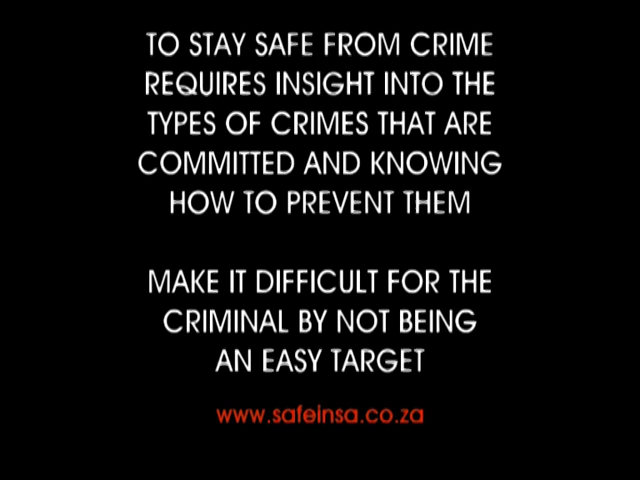 TO STAY SAFE FROM CRIME
REQUIRES INSIGHT INTO THE
TYPES OF CRIMES THAT ARE
COMMITTED AND KNOWING
HOW TO PREVENT THEM
MAKE IT DIFFICULT FOR THE
CRIMINAL BY NOT BEING
AN EASY TARGET
www.safeinsa.co.za